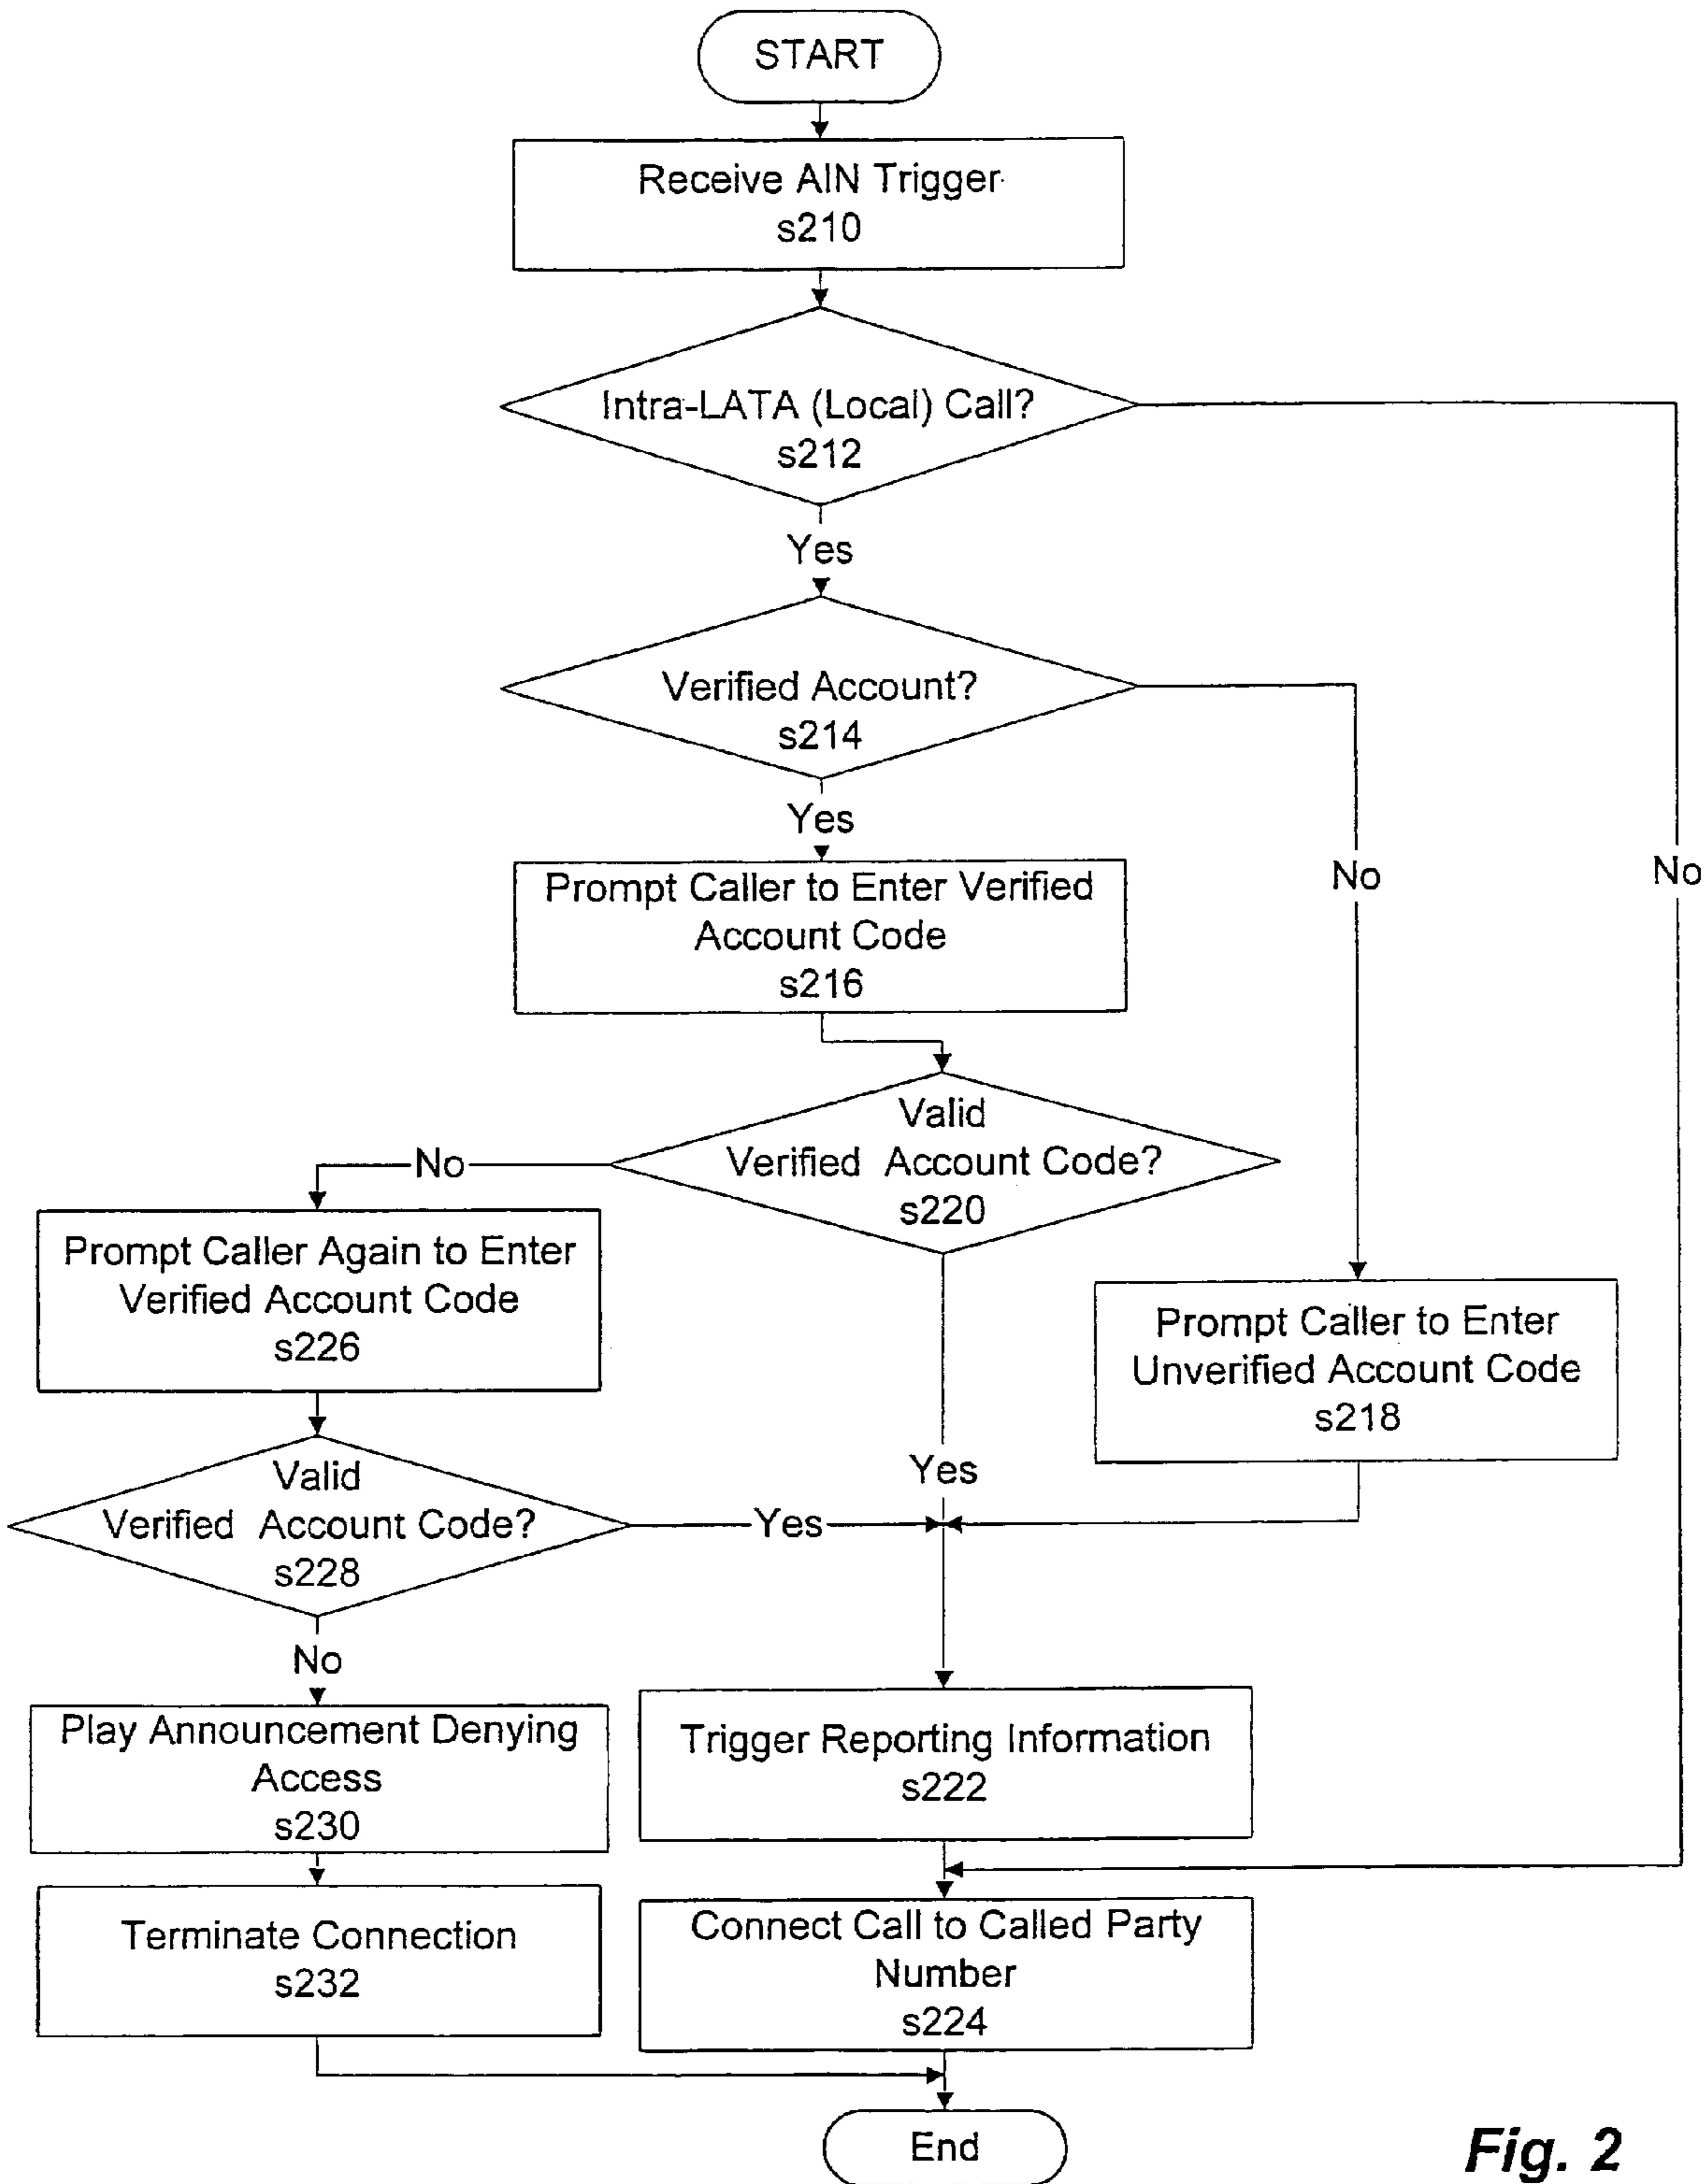 START
Receive AIN Trigger
s210
Intra-LATA (Local) Call?
s212
Yes
Verified Account?
s214
Yes
No
No
Prompt Caller to Enter Verified
Account Code
s216
Valid
Verified Account Code?
s220
No
Prompt Caller Again to Enter
Verified Account Code
s226
Prompt Caller to Enter
Unverified Account Code
s218
Yes
Valid
Verified Account Code?
s228
Yes
No
Play Announcement Denying
Access
s230
Trigger Reporting Information
s222
Terminate Connection
s232
Connect Call to Called Party
Number
s224
End
Fig. 2